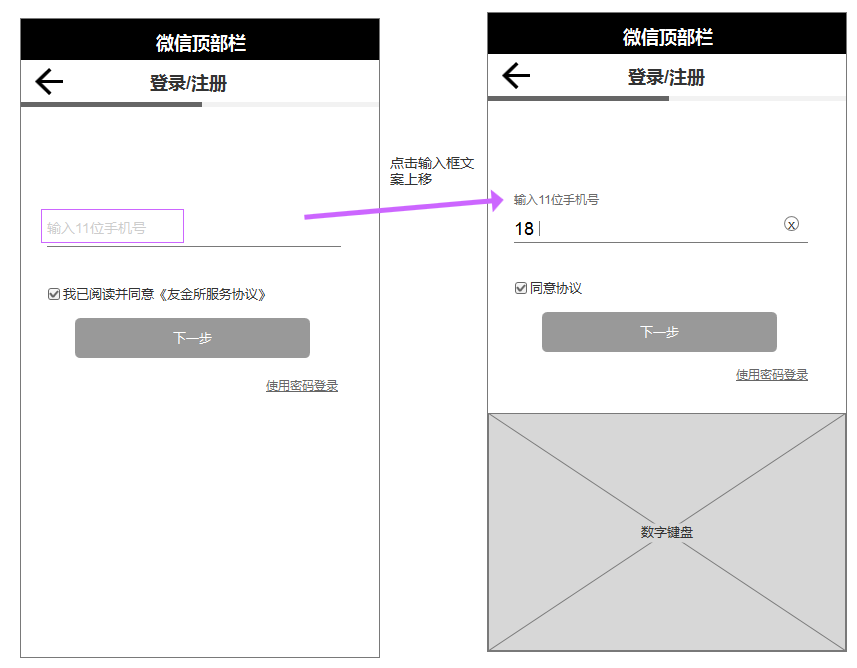 微信顶部栏
登录/注册
输入11位手机号
我已阅读并同意《友金所服务协议》
下一步
使用密码登录
点击输入框文
案上移
微信顶部栏
登录/注册
输入11位手机号
18
x
同意协议
下一步
使用密码登录
数字键盘